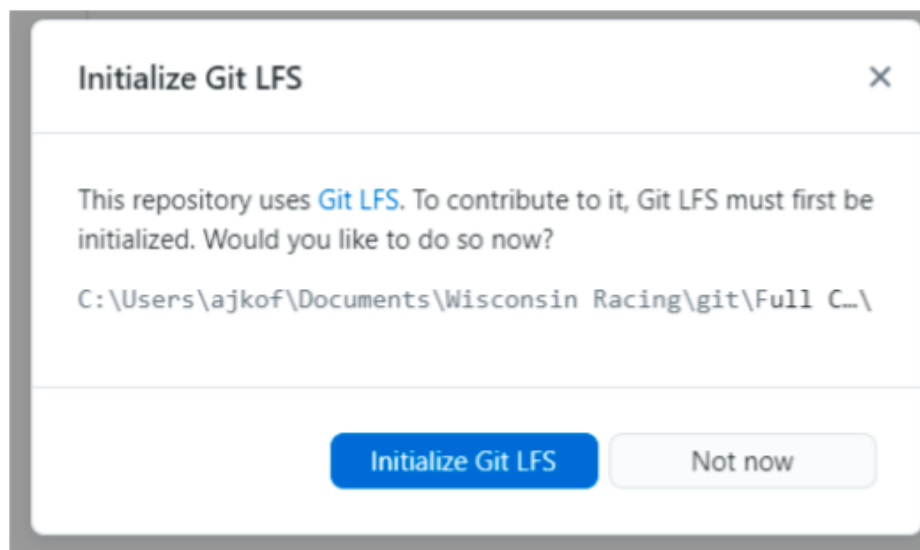 Initialize Git LFS
This repository uses Git LFS. To contribute to it, Git LFS must first be
initialized. Would you like to do so now?
C:\Users\ajkof\Documents\Wisconsin Racing\git\Full C…\
Initialize Git LFS
Not now